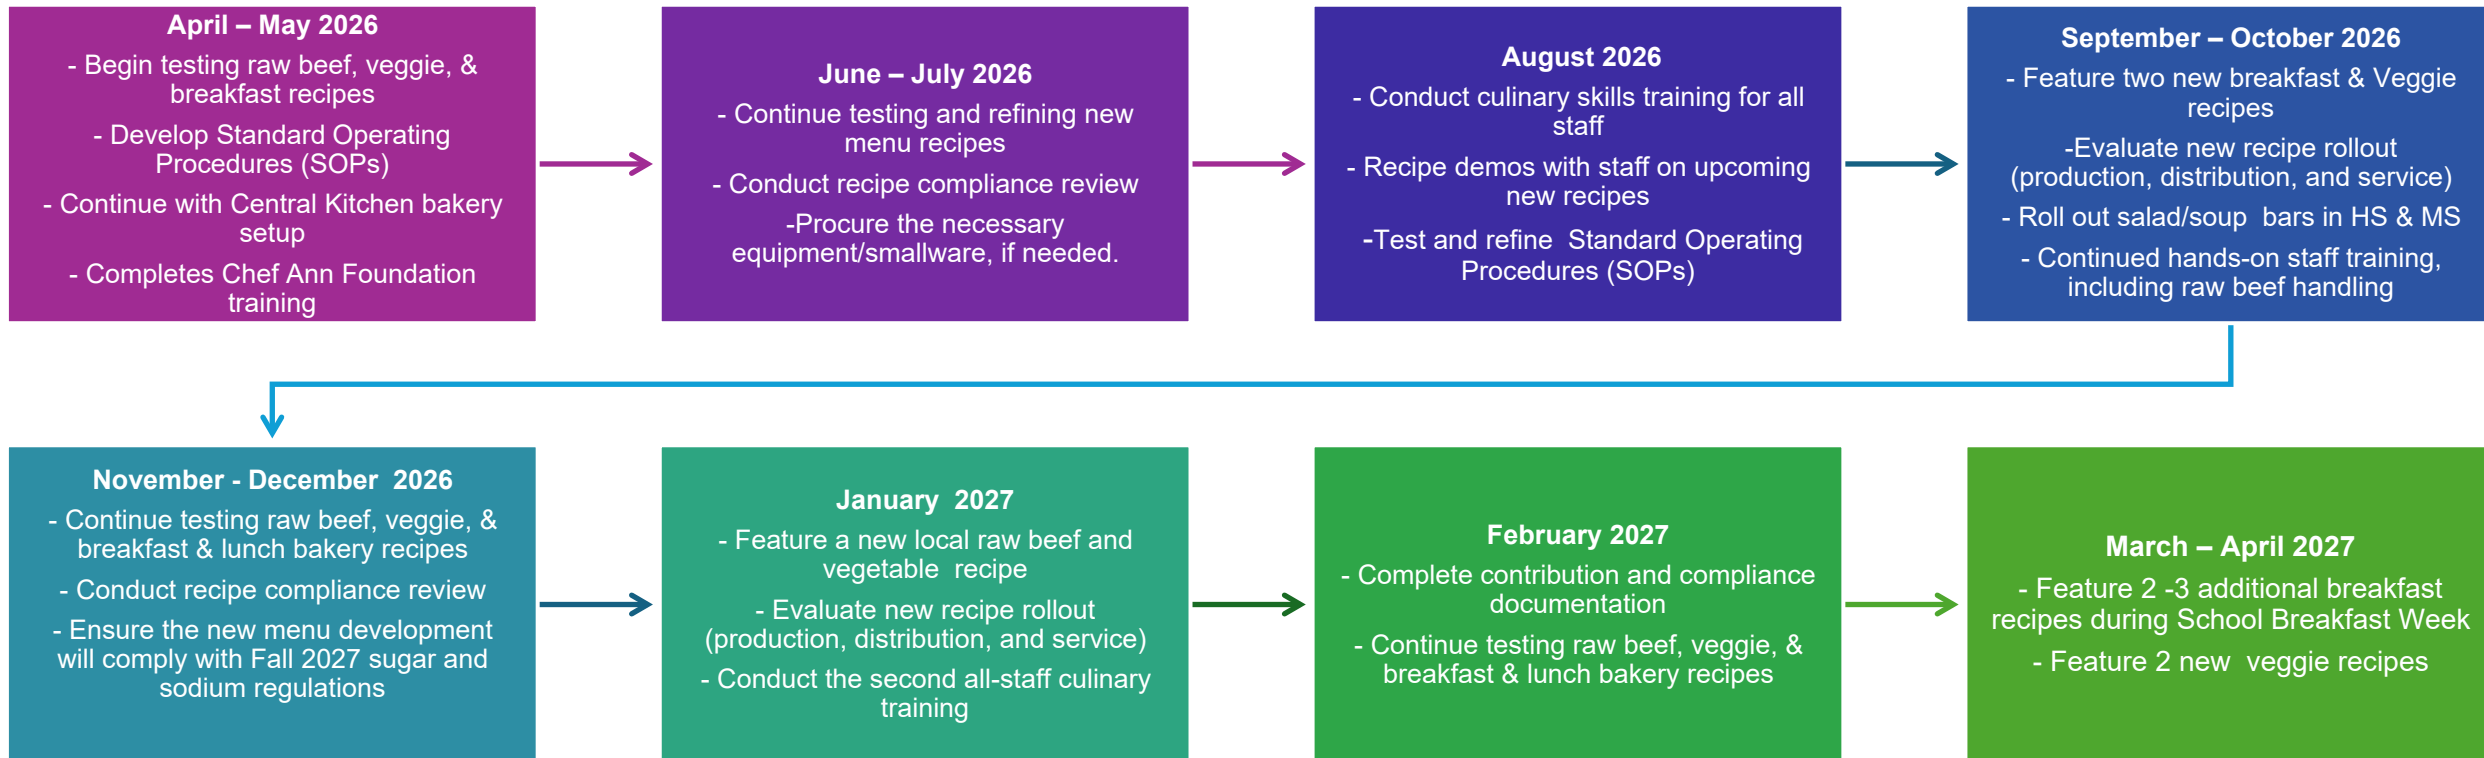 April – May 2026
- Begin testing raw beef, veggie, &
breakfast recipes
- Develop Standard Operating
Procedures (SOPs)
- Continue with Central Kitchen bakery
setup
- Completes Chef Ann Foundation
training
June – July 2026
- Continue testing and refining new
menu recipes
- Conduct recipe compliance review
-Procure the necessary
equipment/smallware, if needed.
August 2026
- Conduct culinary skills training for all
staff
- Recipe demos with staff on upcoming
new recipes
-Test and refine  Standard Operating
Procedures (SOPs)
September – October 2026
- Feature two new breakfast & Veggie
recipes
-Evaluate new recipe rollout
(production, distribution, and service)
- Roll out salad/soup  bars in HS & MS
- Continued hands-on staff training,
including raw beef handling
November - December  2026
- Continue testing raw beef, veggie, &
breakfast & lunch bakery recipes
- Conduct recipe compliance review
- Ensure the new menu development
will comply with Fall 2027 sugar and
sodium regulations
January  2027
- Feature a new local raw beef and
vegetable  recipe
- Evaluate new recipe rollout
(production, distribution, and service)
- Conduct the second all-staff culinary
training
February 2027
- Complete contribution and compliance
documentation
- Continue testing raw beef, veggie, &
breakfast & lunch bakery recipes
March – April 2027
- Feature 2 -3 additional breakfast
recipes during School Breakfast Week
- Feature 2 new  veggie recipes